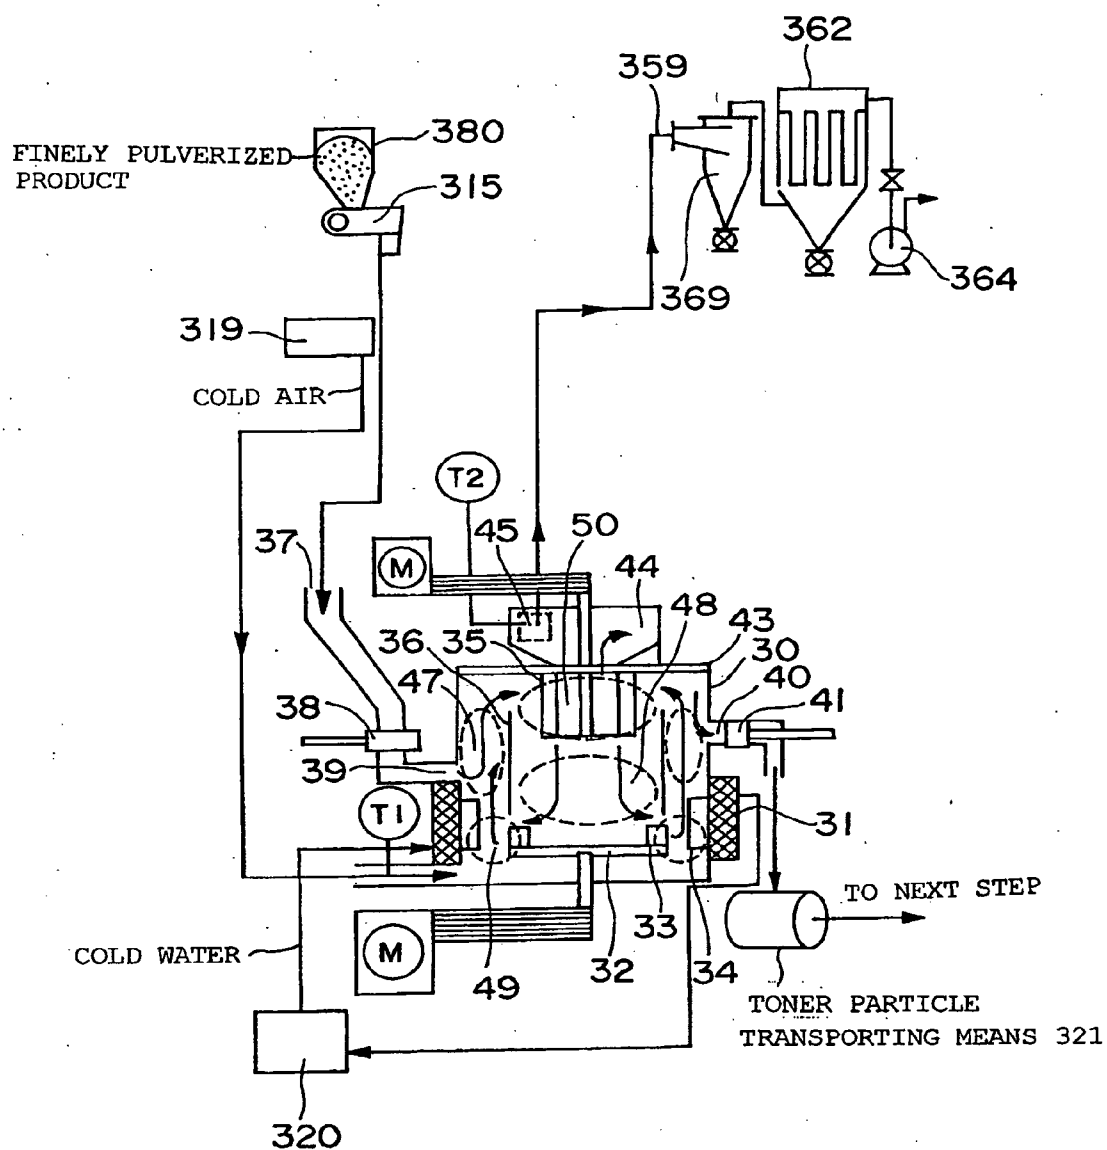 362
359
380
FINELY PULVERIZED
PRODUCT
315
369
364
319
COLD AIR
T2
45
50
37
M
44
48
43
36
35
30
40
47
41
38
39
T1
31
TO NEXT STEP
33
COLD WATER
M
49
32
34
TONER PARTICLE
TRANSPORTING MEANS 321
320